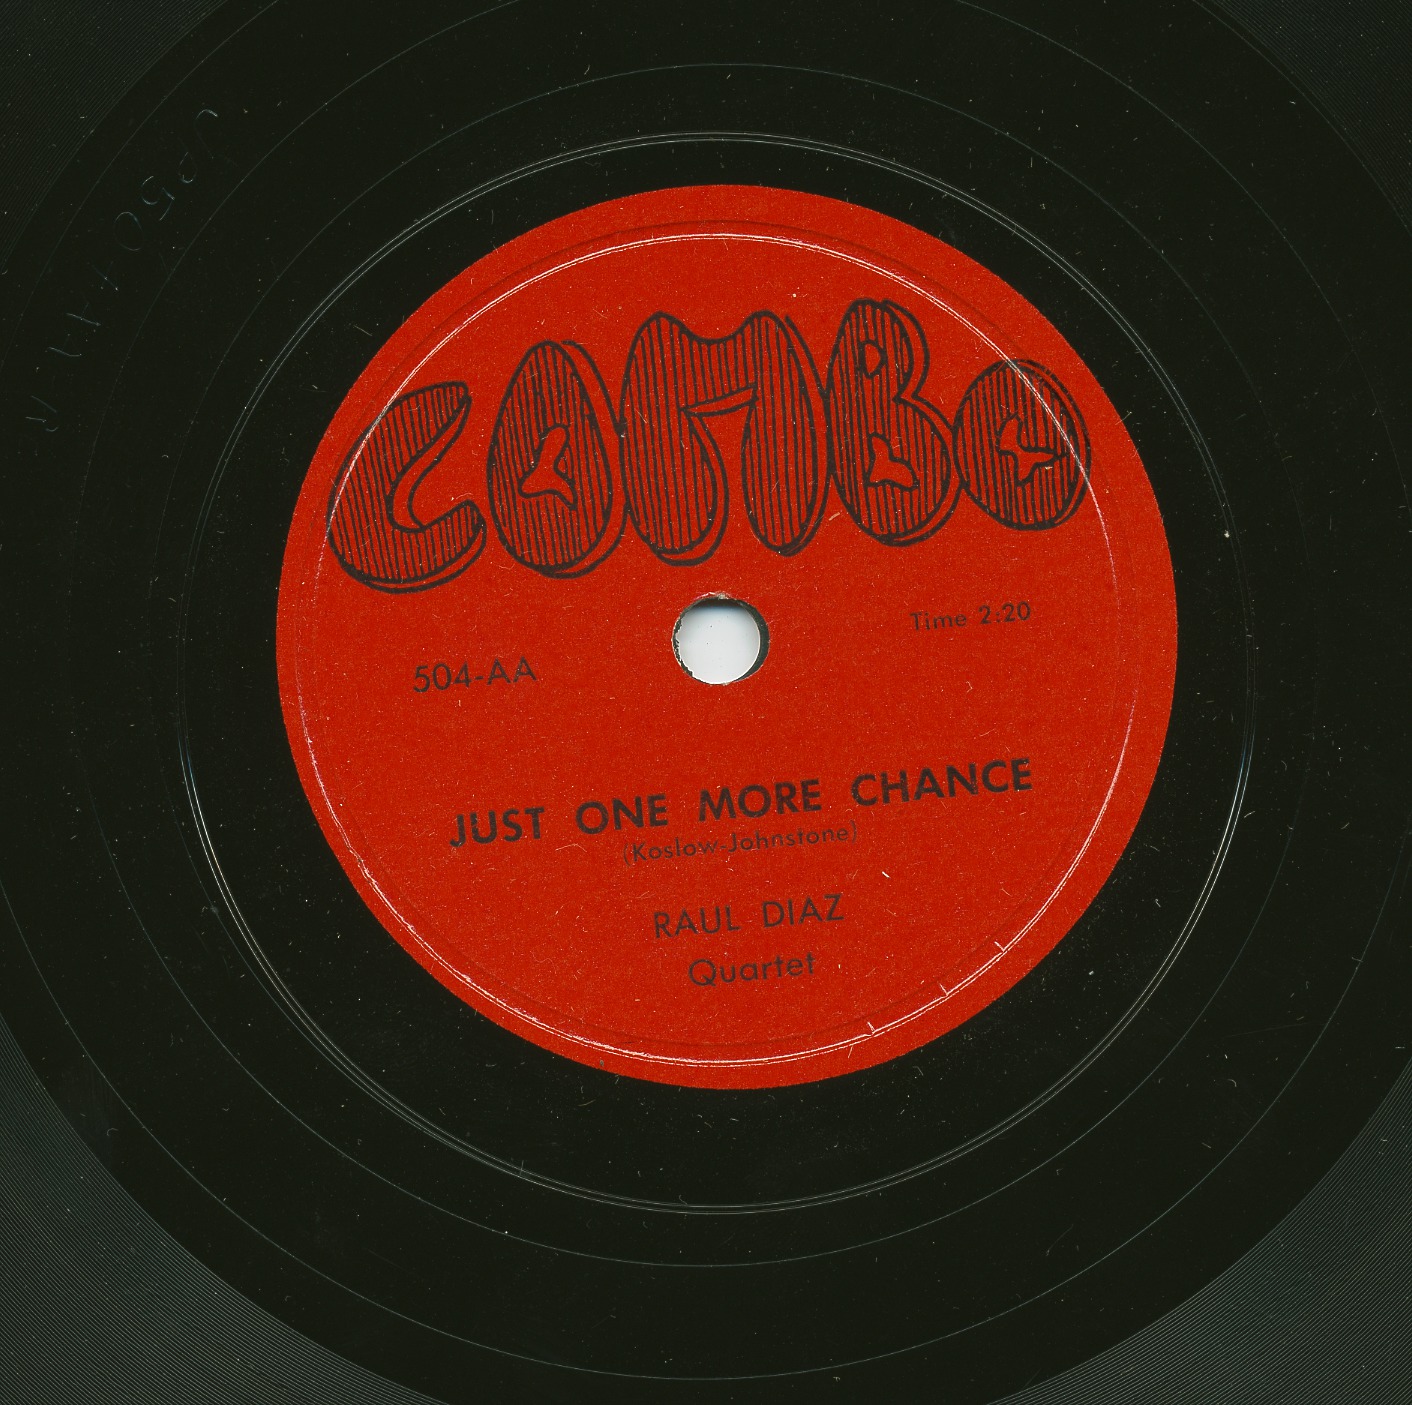 COMBO
Time 2:20
504-AA
JUST ONE MORE CHANCE
(Koslow-Johnstone)
RAUL DIAZ
Quartet